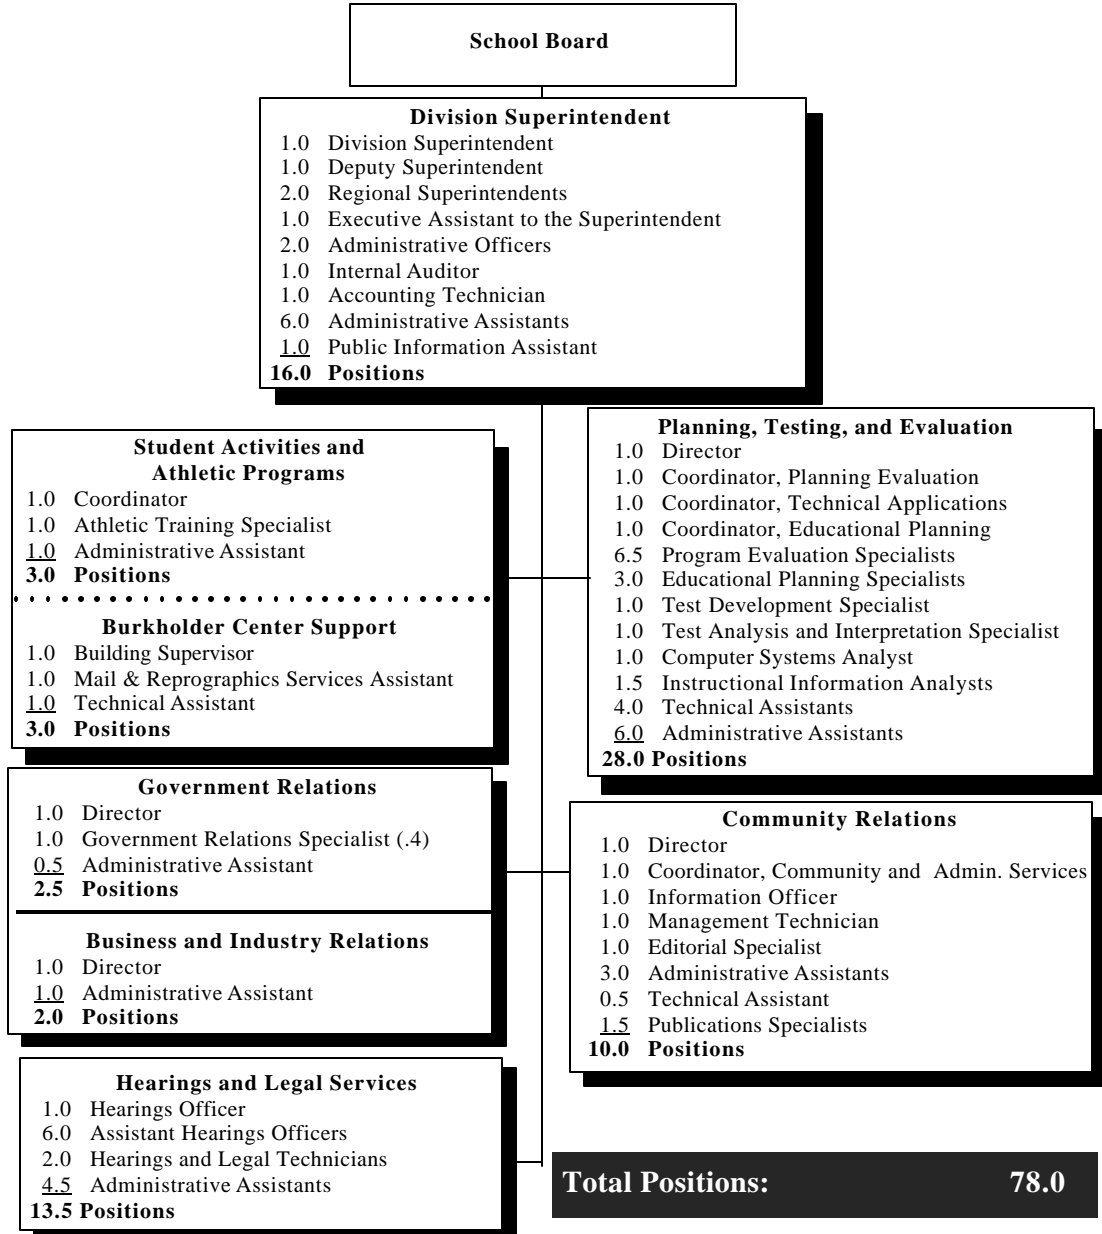 School Board
Division Superintendent
1.0 Division Superintendent
1.0 Deputy Superintendent
2.0 Regional Superintendents
1.0 Executive Assistant to the Superintendent
2.0 Administrative Officers
1.0 Internal Auditor
1.0 Accounting Technician
6.0 Administrative Assistants
1.0 Public Information Assistant
16.0 Positions
Student Activities and
Athletic Programs
1.0 Coordinator
1.0 Athletic Training Specialist
1.0 Administrative Assistant
3.0 Positions
Burkholder Center Support
1.0 Building Supervisor
1.0 Mail & Reprographics Services Assistant
1.0 Technical Assistant
3.0 Positions
Planning, Testing, and Evaluation
1.0 Director
1.0 Coordinator, Planning Evaluation
1.0 Coordinator, Technical Applications
1.0 Coordinator, Educational Planning
6.5 Program Evaluation Specialists
3.0 Educational Planning Specialists
1.0 Test Development Specialist
1.0 Test Analysis and Interpretation Specialist
1.0 Computer Systems Analyst
1.5 Instructional Information Analysts
4.0 Technical Assistants
6.0 Administrative Assistants
28.0 Positions
Government Relations
1.0 Director
1.0 Government Relations Specialist (.4)
0.5 Administrative Assistant
2.5 Positions
Business and Industry Relations
1.0 Director
1.0 Administrative Assistant
2.0 Positions
Community Relations
1.0 Director
1.0 Coordinator, Community and Admin. Services
1.0 Information Officer
1.0 Management Technician
1.0 Editorial Specialist
3.0 Administrative Assistants
0.5 Technical Assistant
1.5 Publications Specialists
10.0 Positions
Hearings and Legal Services
1.0 Hearings Officer
6.0 Assistant Hearings Officers
2.0 Hearings and Legal Technicians
4.5 Administrative Assistants
13.5 Positions
Total Positions: 78.0